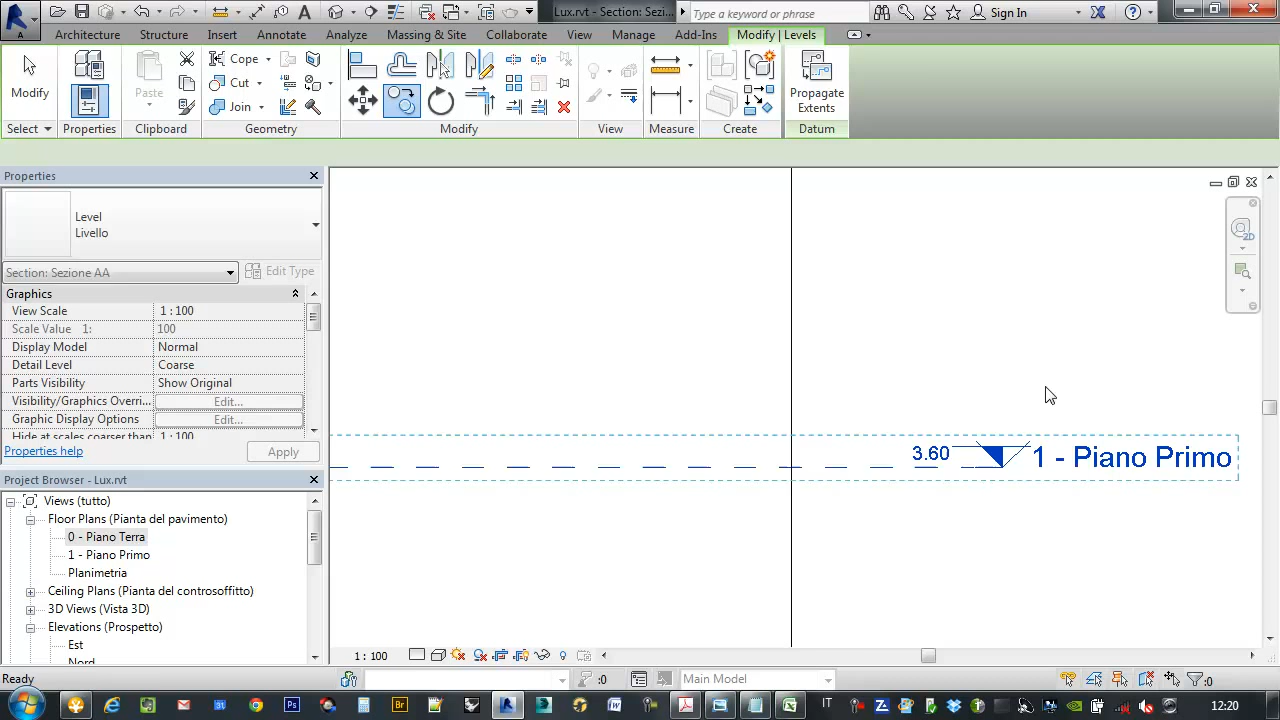 Lux.rvt - Section: Sezi...
Type a keyword or phrase
Sign In
Architecture Structure Insert Annotate Analyze Massing & Site Collaborate View Manage Add-Ins Modify | Levels
Modify
Paste
Cope
Cut
Join
Propagate
Extents
Select Properties Clipboard Geometry Modify View Measure Create Datum
Properties
Level
Livello
Section: Sezione AA
Edit Type
Graphics
View Scale 1 : 100
Scale Value 1: 100
Display Model Normal
Detail Level Coarse
Parts Visibility Show Original
Visibility/Graphics Overri... Edit...
Graphic Display Options Edit...
Hide at scales coarser than 1 : 100
Properties help
Apply
Project Browser - Lux.rvt
Views (tutto)
Floor Plans (Pianta del pavimento)
0 - Piano Terra
1 - Piano Primo
Planimetria
Ceiling Plans (Pianta del controsoffitto)
3D Views (Vista 3D)
Elevations (Prospetto)
Est
Nord
3.60
1 - Piano Primo
2D
1 : 100
Ready
:0
Main Model
:0
IT
12:20